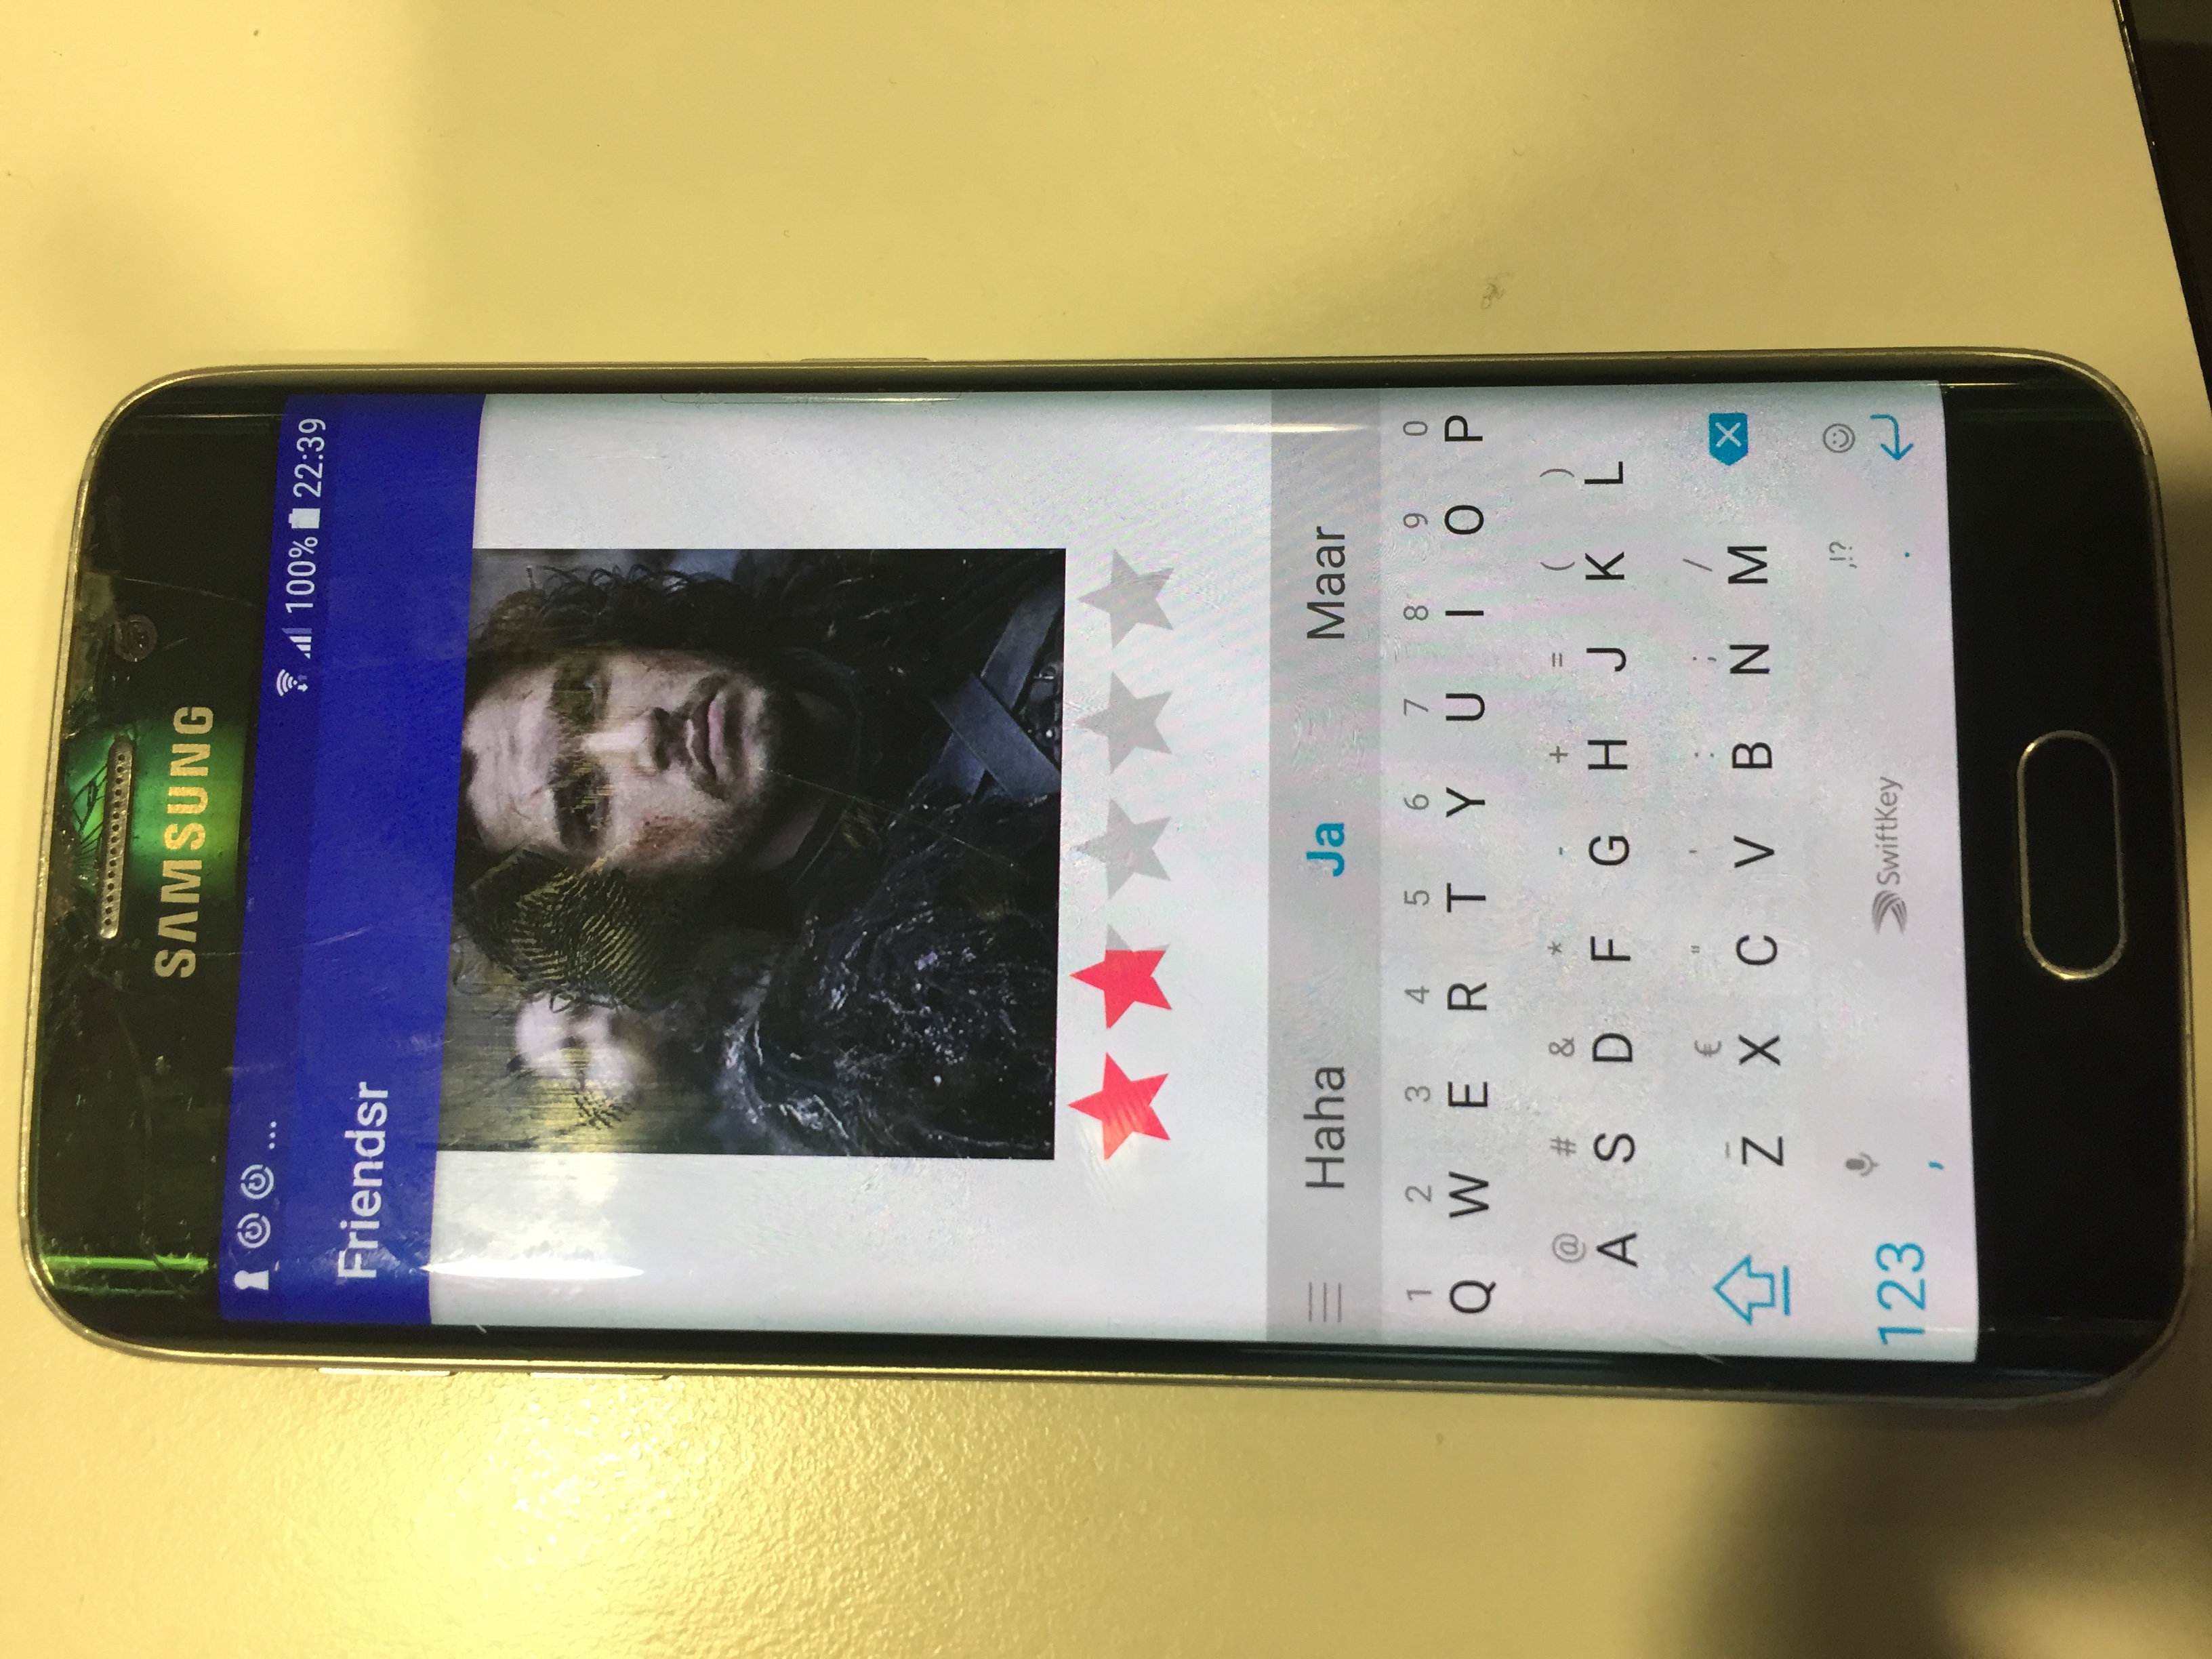 SAMSUNG
... 100% 22:39
Friendsr
Haha Ja Maar
1 2 3 4 5 6 7 8 9 0
Q W E R T Y U I O P
@ # & * - + = ( )
A S D F G H J K L
_ € " ' : ; /
Z X C V B N M
,!?
123 , SwiftKey .